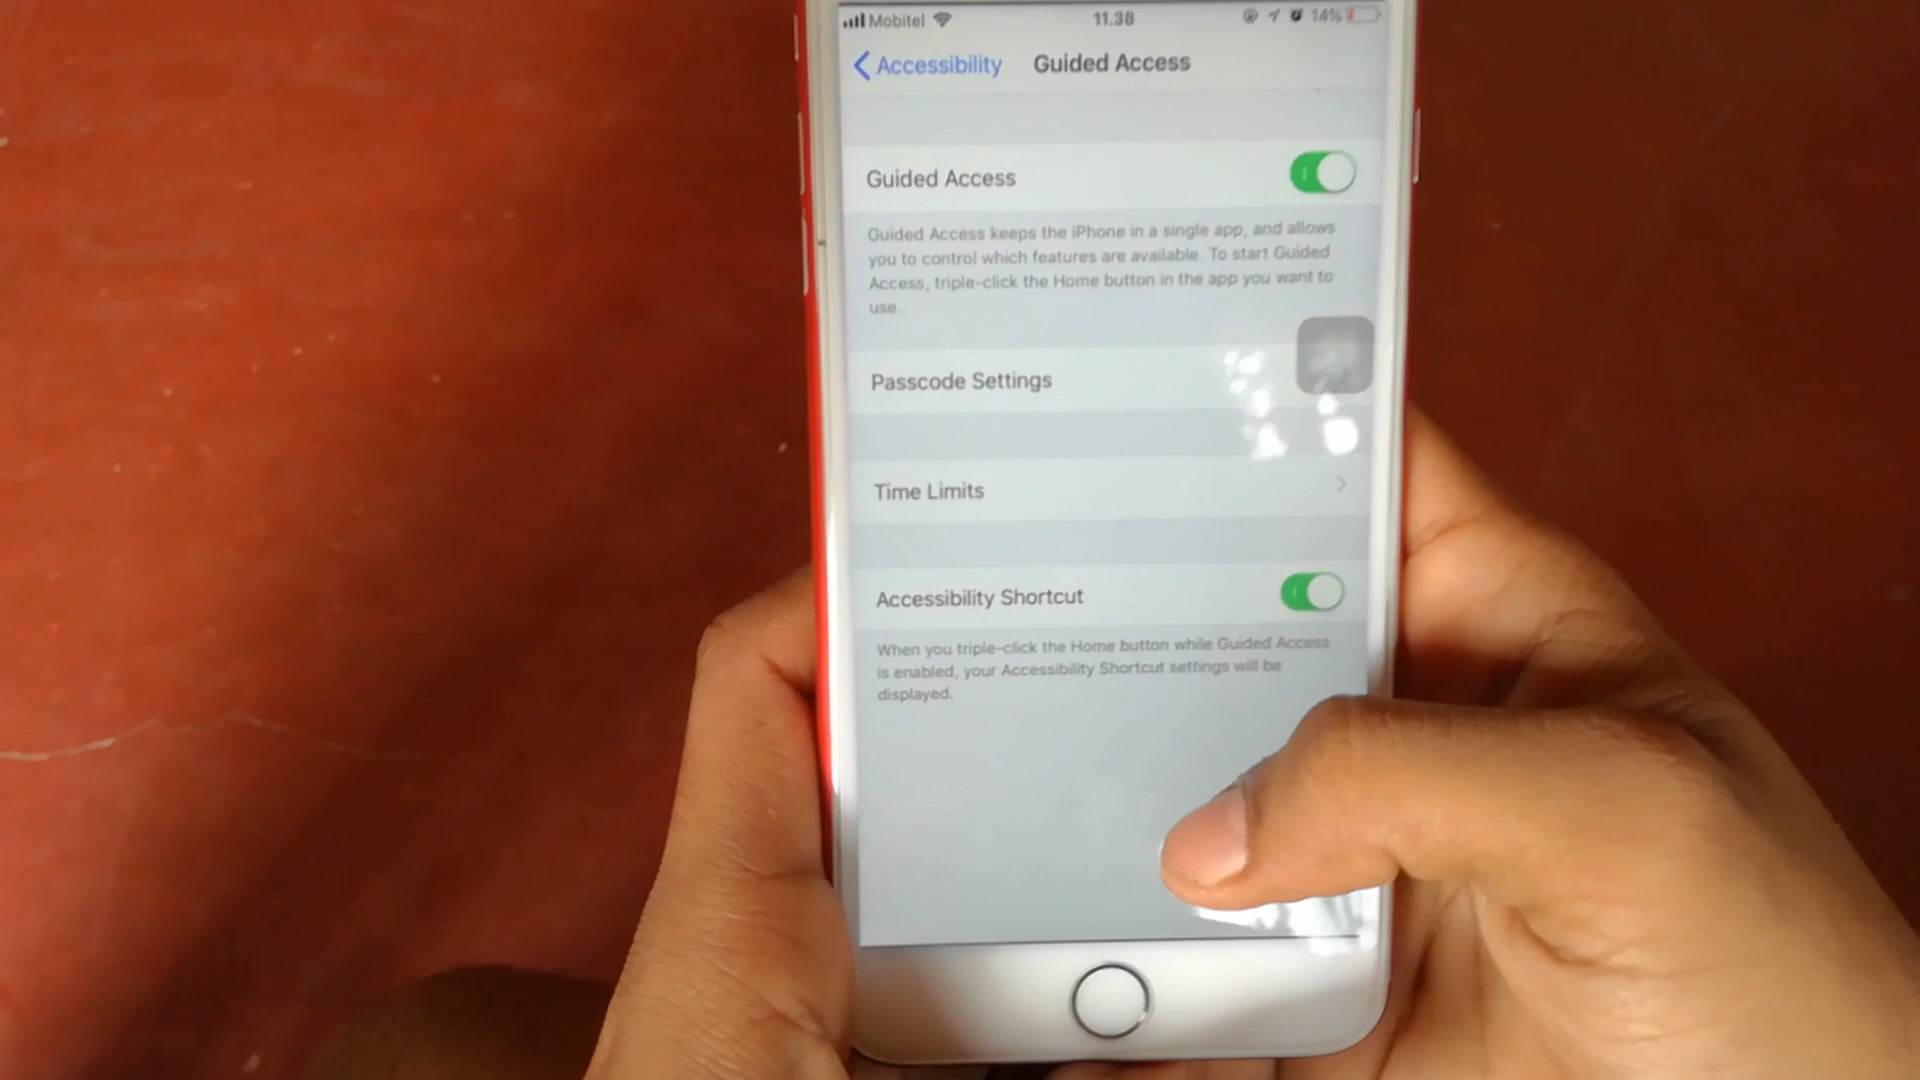 Mobitel 11.38 14%
Accessibility Guided Access
Guided Access
Guided Access keeps the iPhone in a single app, and allows
you to control which features are available. To start Guided
Access, triple-click the Home button in the app you want to
use.
Passcode Settings
Time Limits
Accessibility Shortcut
When you triple-click the Home button while Guided Access
is enabled, your Accessibility Shortcut settings will be
displayed.